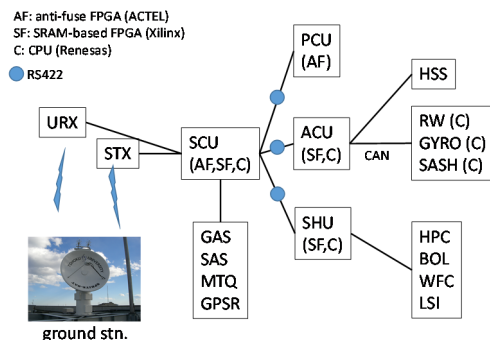 AF: anti-fuse FPGA (ACTEL)
SF: SRAM-based FPGA (Xilinx)
C: CPU (Renesas)
RS422
URX
STX
SCU
(AF,SF,C)
GAS
SAS
MTQ
GPSR
PCU
(AF)
ACU
(SF,C)
SHU
(SF,C)
CAN
HSS
RW (C)
GYRO (C)
SASH (C)
HPC
BOL
WFC
LSI
ground stn.